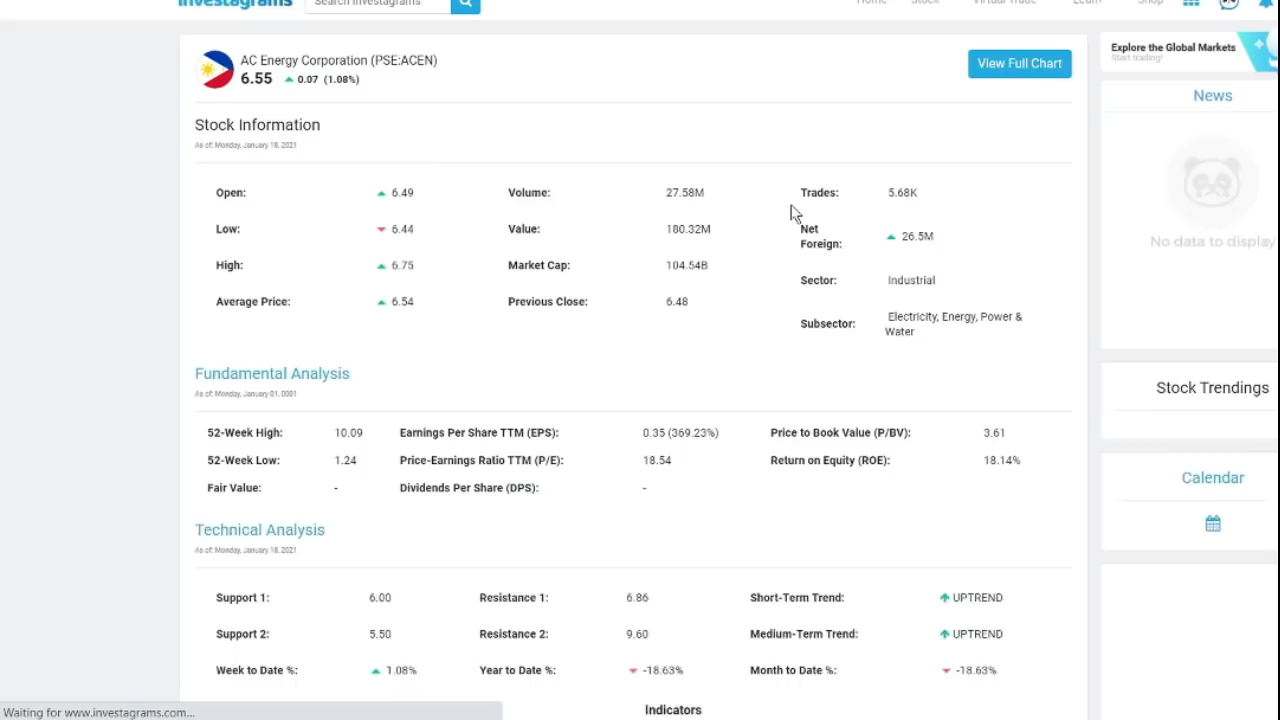 Investagrams
Search Investagrams
Home Stock Virtual Trade Learn Shop
AC Energy Corporation (PSE:ACEN)
6.55 0.07 (1.08%)
View Full Chart
Explore the Global Markets
Start trading!
News
No data to display
Stock Information
As of: Monday, January 18, 2021
Open: 6.49 Volume: 27.58M Trades: 5.68K
Low: 6.44 Value: 180.32M Net Foreign: 26.5M
High: 6.75 Market Cap: 104.54B Sector: Industrial
Average Price: 6.54 Previous Close: 6.48 Subsector: Electricity, Energy, Power &
Water
Fundamental Analysis
As of: Monday, January 01, 0001
52-Week High: 10.09 Earnings Per Share TTM (EPS): 0.35 (369.23%) Price to Book Value (P/BV): 3.61
52-Week Low: 1.24 Price-Earnings Ratio TTM (P/E): 18.54 Return on Equity (ROE): 18.14%
Fair Value: - Dividends Per Share (DPS): -
Stock Trendings
Calendar
Technical Analysis
As of: Monday, January 18, 2021
Support 1: 6.00 Resistance 1: 6.86 Short-Term Trend: UPTREND
Support 2: 5.50 Resistance 2: 9.60 Medium-Term Trend: UPTREND
Week to Date %: 1.08% Year to Date %: -18.63% Month to Date %: -18.63%
Indicators
Waiting for www.investagrams.com...